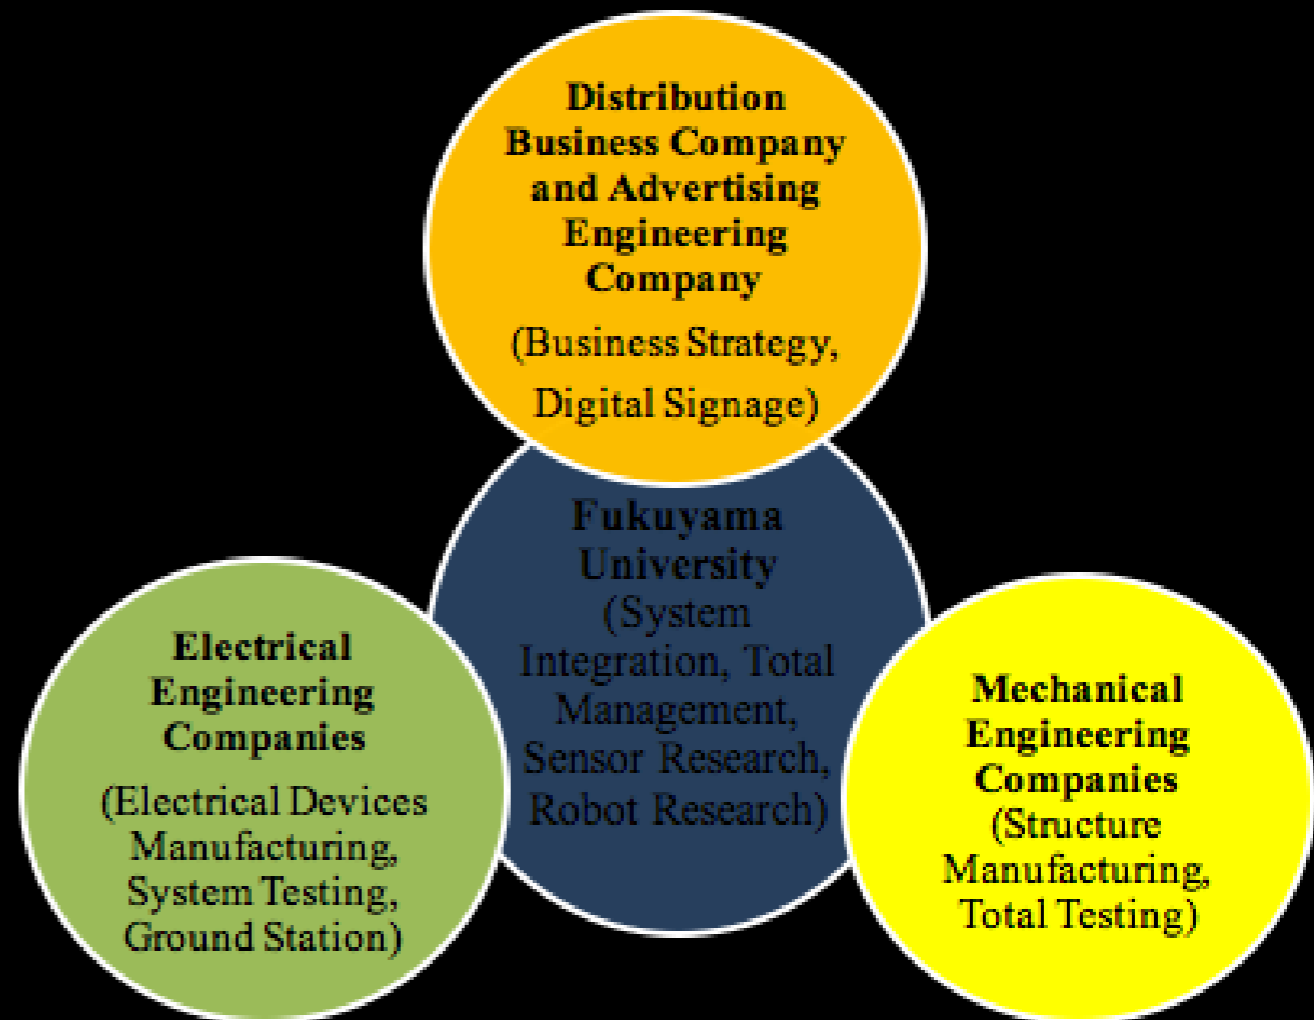 Distribution
Business Company
and Advertising
Engineering
Company
(Business Strategy,
Digital Signage)
Fukuyama
University
(System
Integration, Total
Management,
Sensor Research,
Robot Research)
Electrical
Engineering
Companies
(Electrical Devices
Manufacturing,
System Testing,
Ground Station)
Mechanical
Engineering
Companies
(Structure
Manufacturing,
Total Testing)